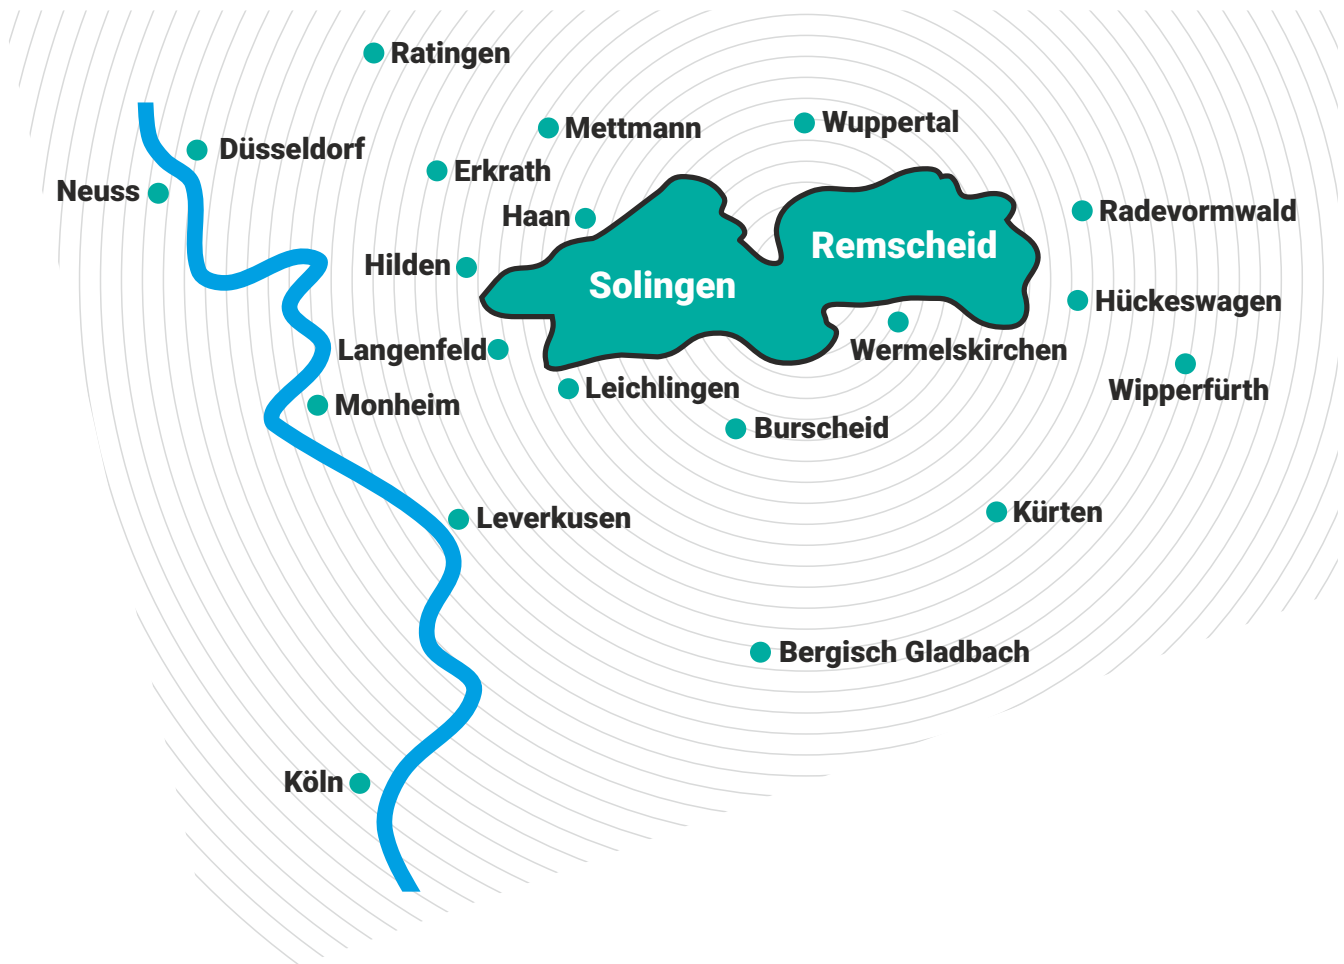 Ratingen
Mettmann
Wuppertal
Düsseldorf
Erkrath
Neuss
Haan
Radevormwald
Remscheid
Hilden
Solingen
Hückeswagen
Langenfeld
Wermelskirchen
Leichlingen
Wipperfürth
Monheim
Burscheid
Leverkusen
Kürten
Bergisch Gladbach
Köln